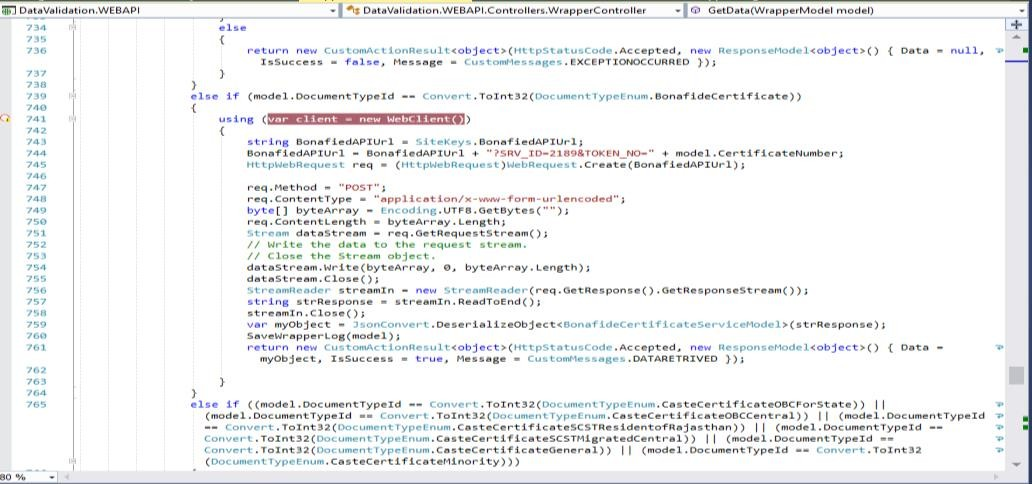 DataValidation.WEBAPI DataValidation.WEBAPI.Controllers.WrapperController GetData(WrapperModel model)
734 else
735 {
736 return new CustomActionResult<object>(HttpStatusCode.Accepted, new ResponseModel<object>() { Data = null,
IsSuccess = false, Message = CustomMessages.EXCEPTIONOCCURRED });
737 }
738 }
739 else if (model.DocumentTypeId == Convert.ToInt32(DocumentTypeEnum.BonafideCertificate))
740 {
741 using (var client = new WebClient())
742 {
743 string BonafiedAPIUrl = SiteKeys.BonafiedAPIUrl;
744 BonafiedAPIUrl = BonafiedAPIUrl + "?SRV_ID=2189&TOKEN_NO=" + model.CertificateNumber;
745 HttpWebRequest req = (HttpWebRequest)WebRequest.Create(BonafiedAPIUrl);
746
747 req.Method = "POST";
748 req.ContentType = "application/x-www-form-urlencoded";
749 byte[] byteArray = Encoding.UTF8.GetBytes("");
750 req.ContentLength = byteArray.Length;
751 Stream dataStream = req.GetRequestStream();
752 // Write the data to the request stream.
753 // Close the Stream object.
754 dataStream.Write(byteArray, 0, byteArray.Length);
755 dataStream.Close();
756 StreamReader streamIn = new StreamReader(req.GetResponse().GetResponseStream());
757 string strResponse = streamIn.ReadToEnd();
758 streamIn.Close();
759 var myObject = JsonConvert.DeserializeObject<BonafideCertificateServiceModel>(strResponse);
760 SaveWrapperLog(model);
761 return new CustomActionResult<object>(HttpStatusCode.Accepted, new ResponseModel<object>() { Data =
myObject, IsSuccess = true, Message = CustomMessages.DATARETRIVED });
762
763 }
764 }
765 else if ((model.DocumentTypeId == Convert.ToInt32(DocumentTypeEnum.CasteCertificateOBCForState)) ||
(model.DocumentTypeId == Convert.ToInt32(DocumentTypeEnum.CasteCertificateOBCCentral)) || (model.DocumentTypeId
== Convert.ToInt32(DocumentTypeEnum.CasteCertificateSCSTResidentofRajasthan)) || (model.DocumentTypeId ==
Convert.ToInt32(DocumentTypeEnum.CasteCertificateSCSTMigratedCentral)) || (model.DocumentTypeId ==
Convert.ToInt32(DocumentTypeEnum.CasteCertificateGeneral)) || (model.DocumentTypeId == Convert.ToInt32
(DocumentTypeEnum.CasteCertificateMinority)))
80 %